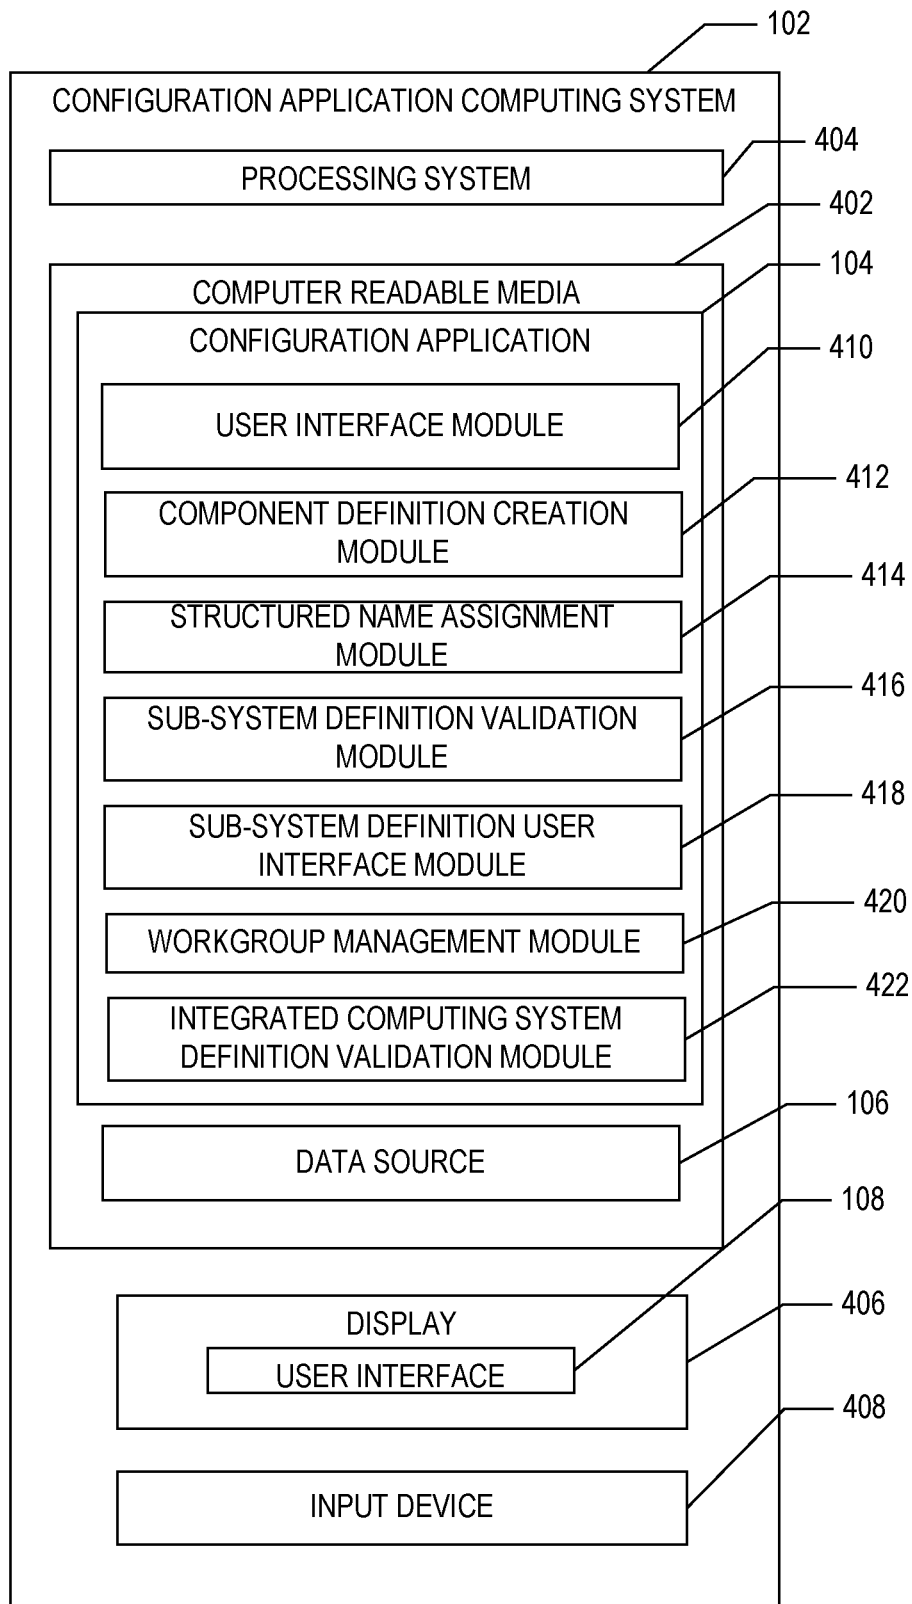 102
CONFIGURATION APPLICATION COMPUTING SYSTEM
404
PROCESSING SYSTEM
402
COMPUTER READABLE MEDIA
104
CONFIGURATION APPLICATION
410
USER INTERFACE MODULE
412
COMPONENT DEFINITION CREATION
MODULE
414
STRUCTURED NAME ASSIGNMENT
MODULE
416
SUB-SYSTEM DEFINITION VALIDATION
MODULE
418
SUB-SYSTEM DEFINITION USER
INTERFACE MODULE
420
WORKGROUP MANAGEMENT MODULE
422
INTEGRATED COMPUTING SYSTEM
DEFINITION VALIDATION MODULE
106
DATA SOURCE
108
406
DISPLAY
USER INTERFACE
408
INPUT DEVICE